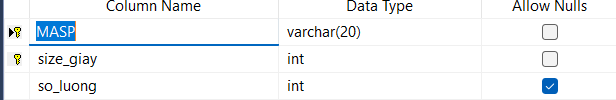 Column Name Data Type Allow Nulls
MASP varchar(20)
size_giay int
so_luong int